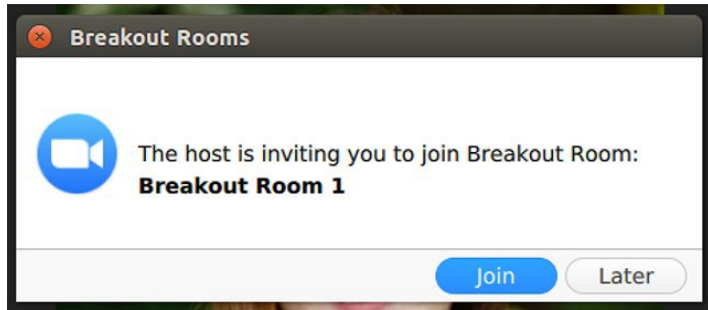 Breakout Rooms
The host is inviting you to join Breakout Room:
Breakout Room 1
Join
Later